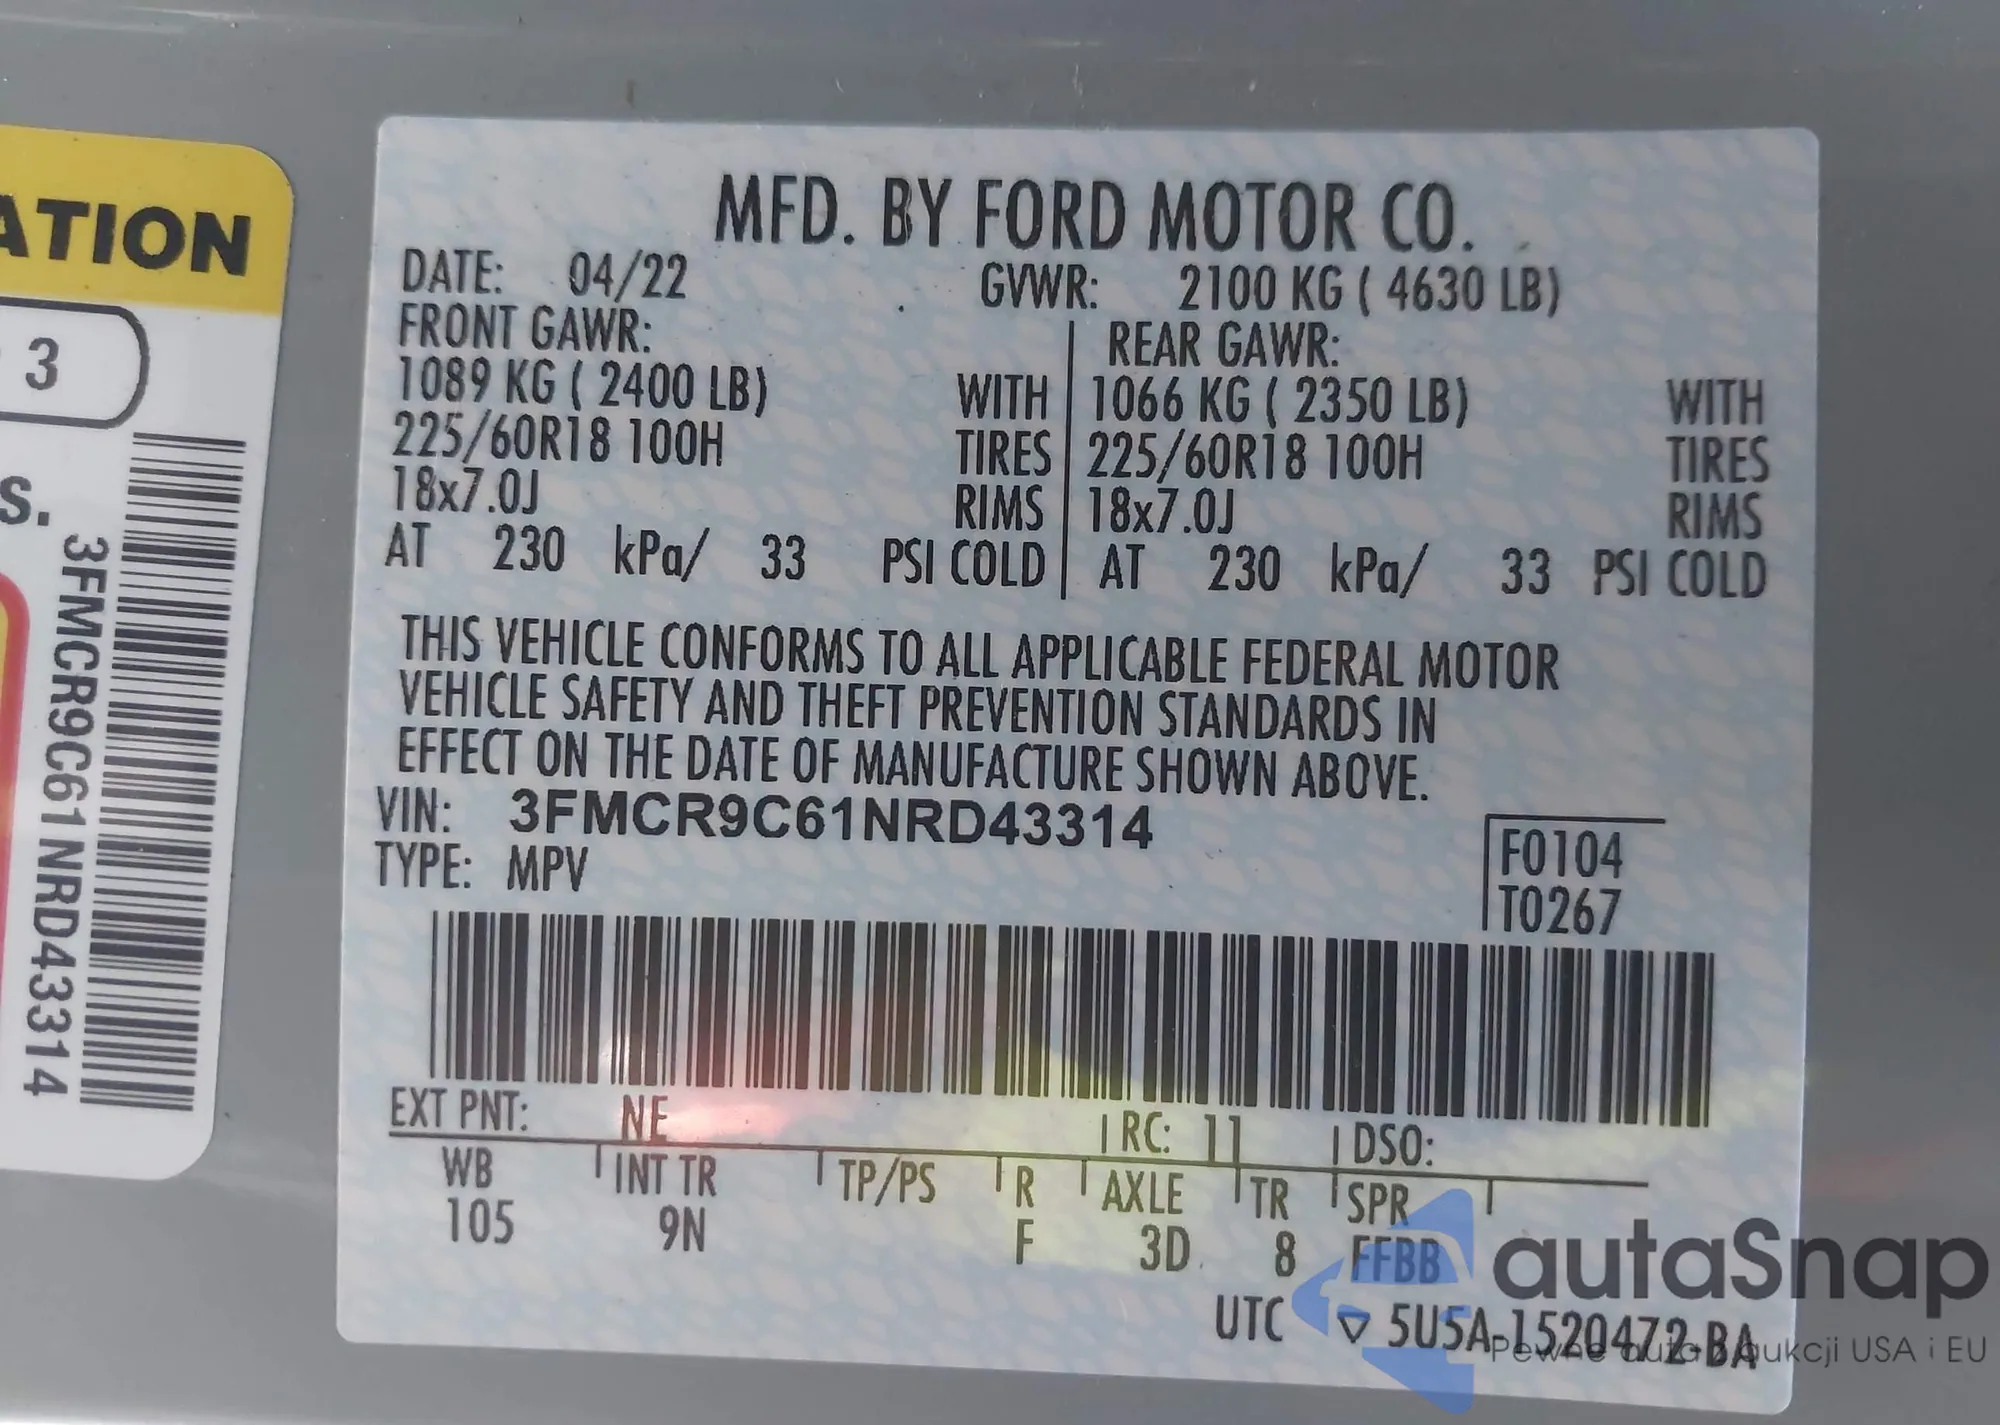 ATION
3
S.
3FMCR9C61NRD43314
MFD. BY FORD MOTOR CO.
DATE: 04/22 GVWR: 2100 KG ( 4630 LB)
FRONT GAWR: REAR GAWR:
1089 KG ( 2400 LB) WITH 1066 KG ( 2350 LB) WITH
225/60R18 100H TIRES 225/60R18 100H TIRES
18x7.0J RIMS 18x7.0J RIMS
AT 230 kPa/ 33 PSI COLD AT 230 kPa/ 33 PSI COLD
THIS VEHICLE CONFORMS TO ALL APPLICABLE FEDERAL MOTOR
VEHICLE SAFETY AND THEFT PREVENTION STANDARDS IN
EFFECT ON THE DATE OF MANUFACTURE SHOWN ABOVE.
VIN: 3FMCR9C61NRD43314
TYPE: MPV
F0104
T0267
EXT PNT: NE RC: 11 DSO:
WB INT TR TP/PS R AXLE TR SPR
105 9N F 3D 8 FFBB
UTC ▽ 5U5A-1520472-BA
autaSnap
Pewne auta z aukcji USA i EU